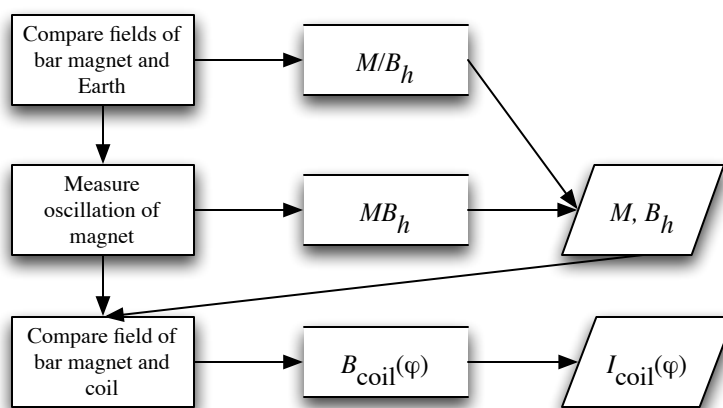 Compare fields of
bar magnet and
Earth
M/B_h
Measure
oscillation of
magnet
MB_h
M, B_h
Compare field of
bar magnet and
coil
B_coil(φ)
I_coil(φ)